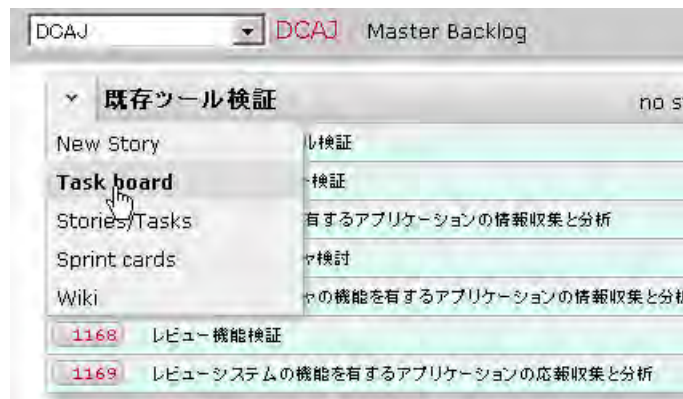 DCAJ DCAJ Master Backlog
既存ツール検証 no s
New Story ル検証
Task board 検証
Stories/Tasks 有するアプリケーションの情報収集と分析
Sprint cards ャ検討
Wiki ャの機能を有するアプリケーションの情報収集と分析
1168 レビュー機能検証
1169 レビューシステムの機能を有するアプリケーションの応報収集と分析